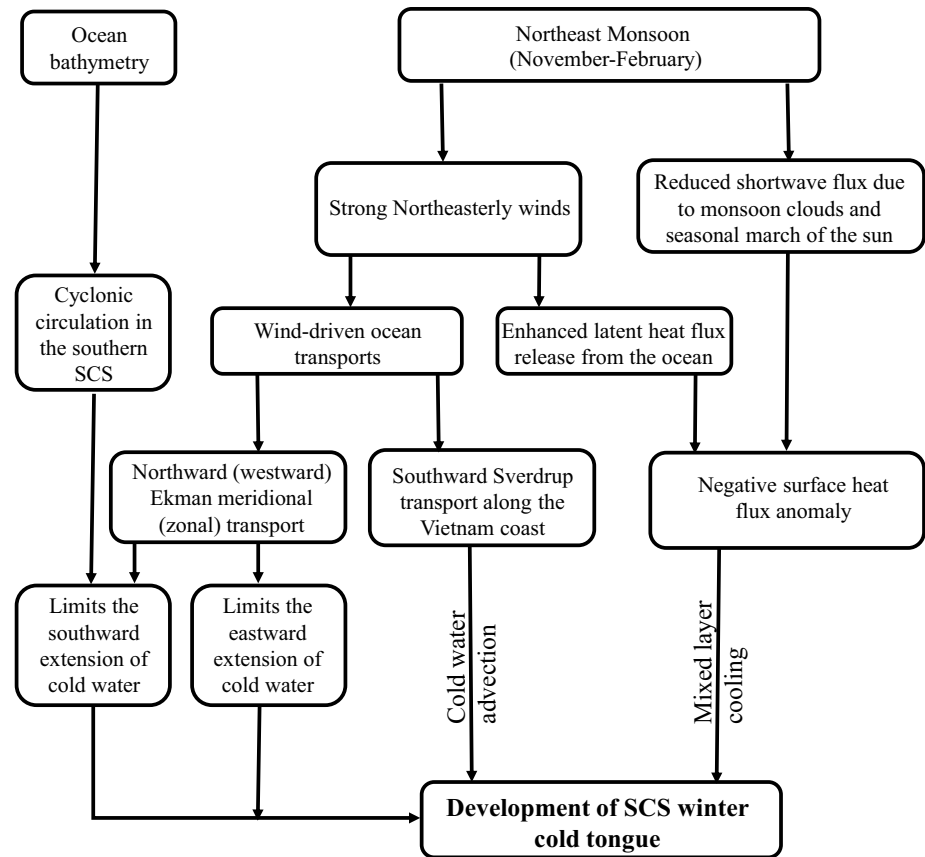 Ocean
bathymetry
Northeast Monsoon
(November-February)
Strong Northeasterly winds
Reduced shortwave flux due
to monsoon clouds and
seasonal march of the sun
Cyclonic
circulation in
the southern
SCS
Wind-driven ocean
transports
Enhanced latent heat flux
release from the ocean
Northward (westward)
Ekman meridional
(zonal) transport
Southward Sverdrup
transport along the
Vietnam coast
Negative surface heat
flux anomaly
Limits the
southward
extension of
cold water
Limits the
eastward
extension of
cold water
Cold water
advection
Mixed layer
cooling
Development of SCS winter
cold tongue